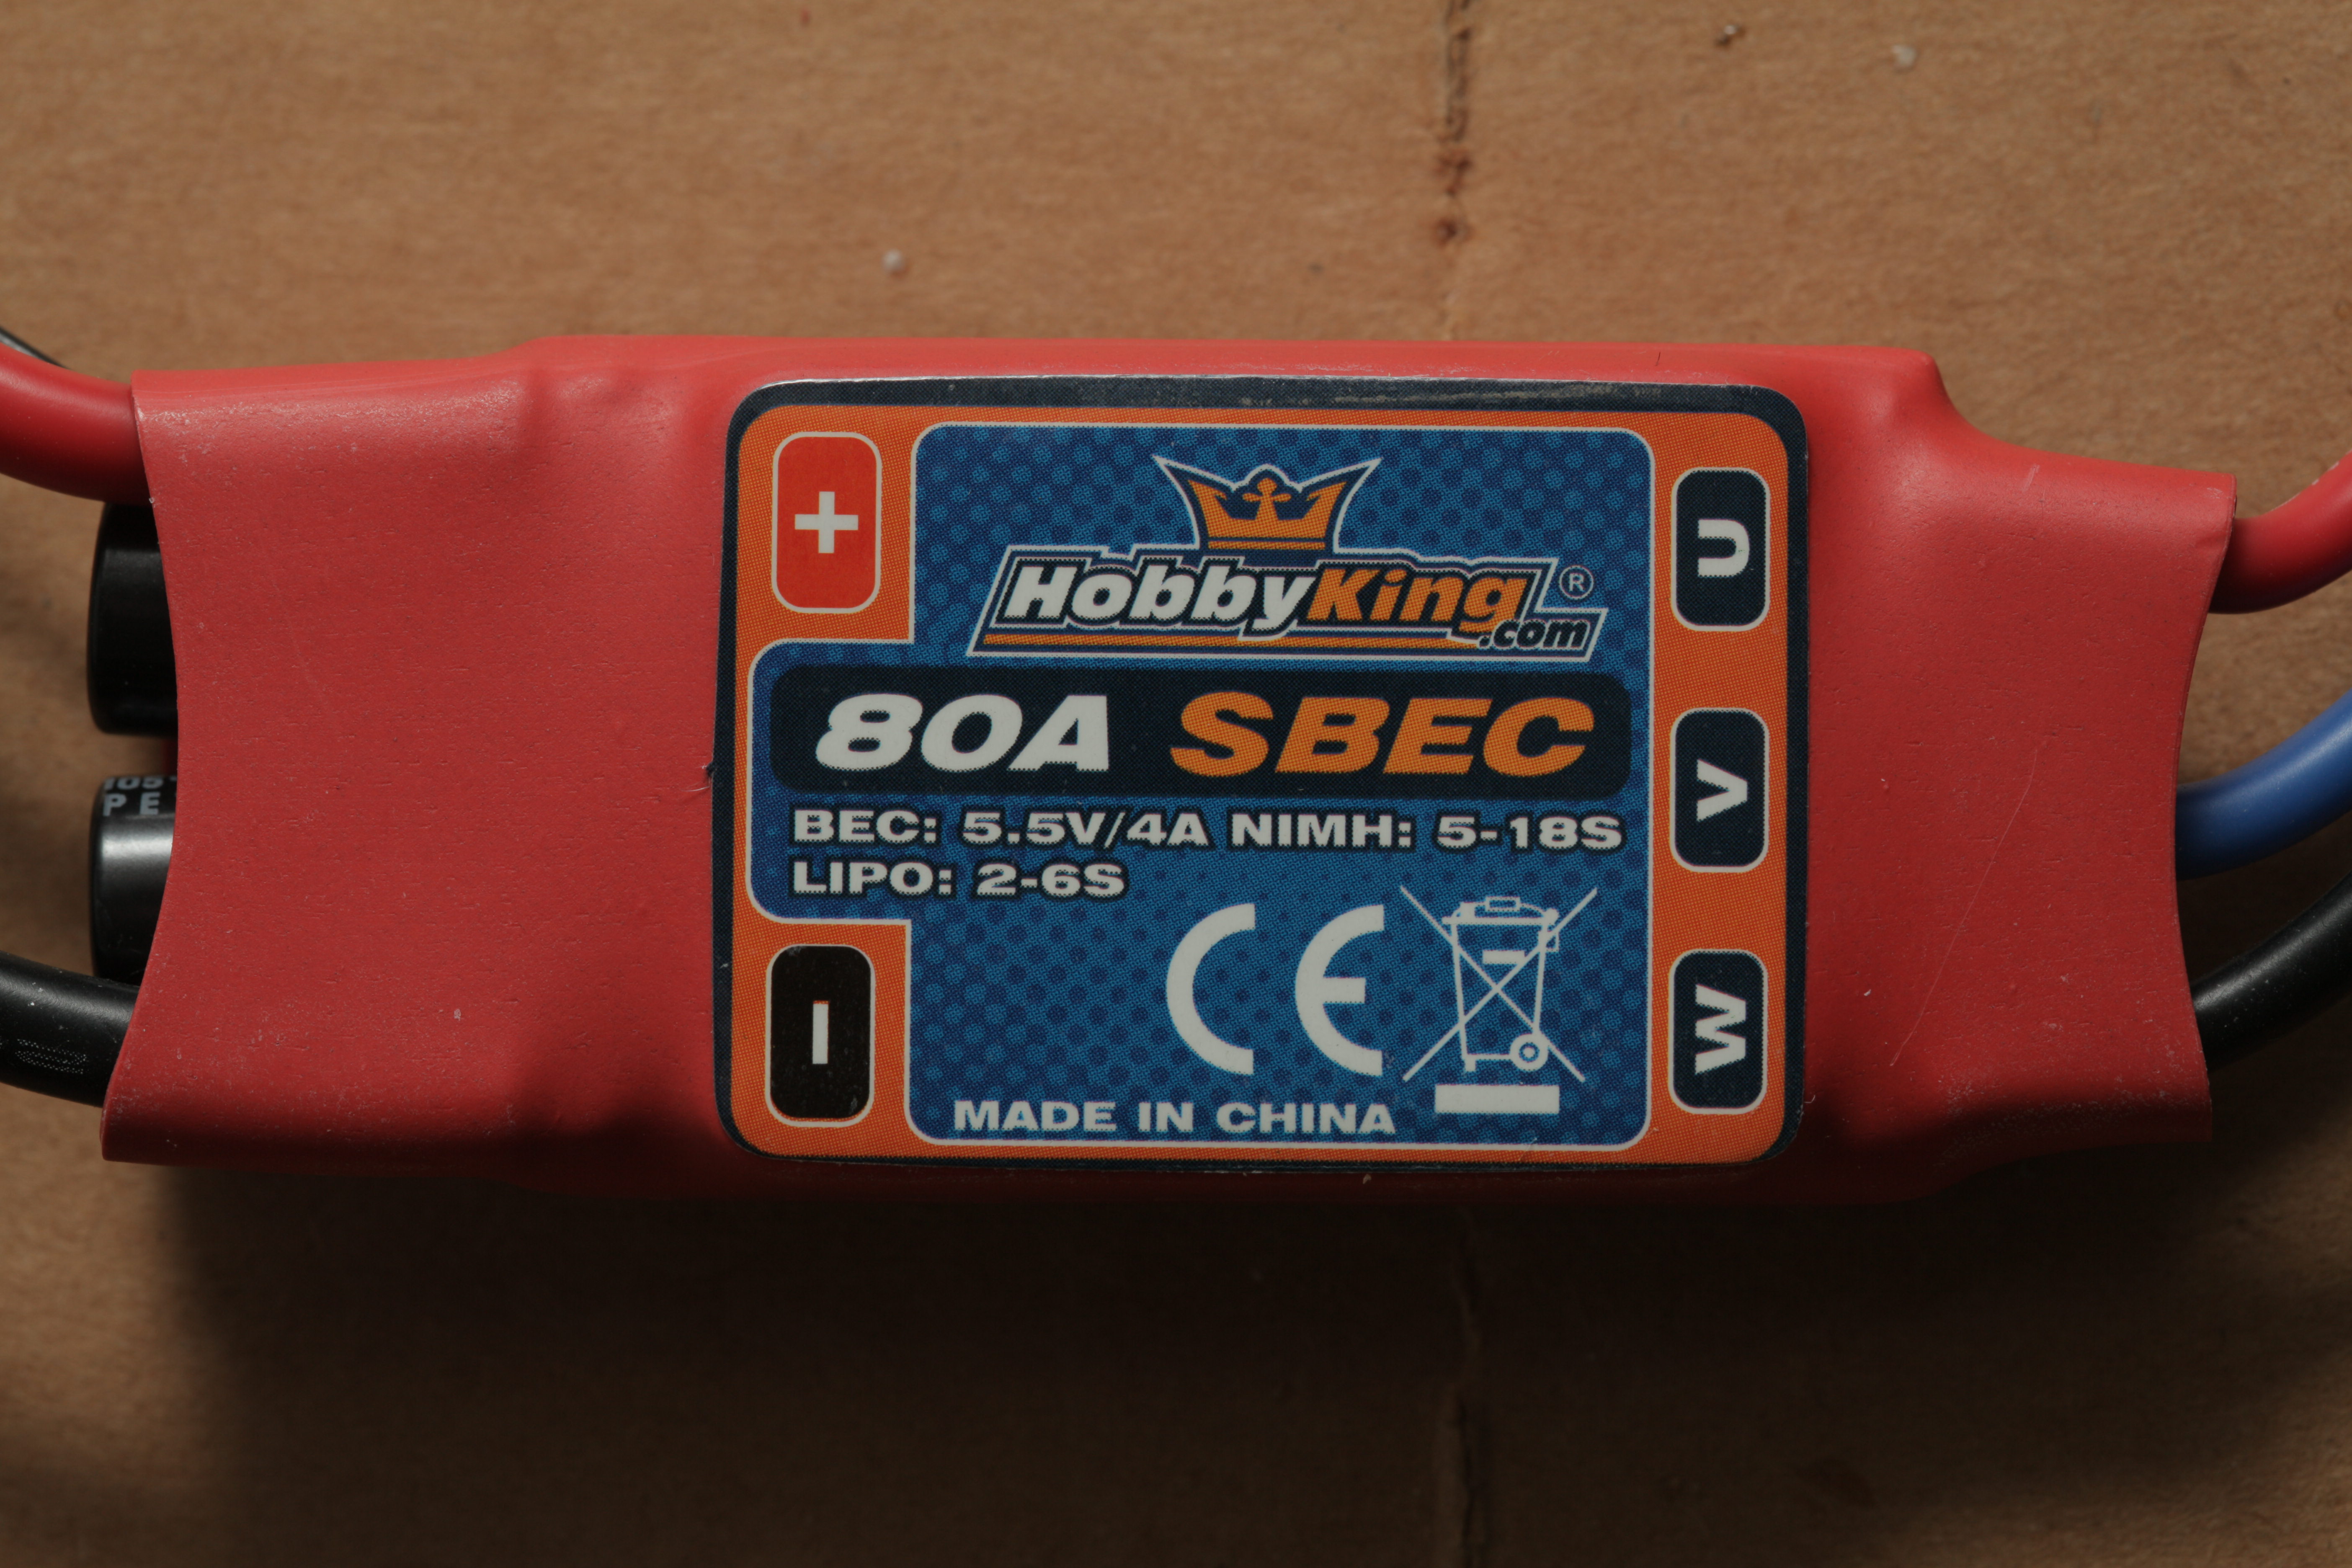 U
V
W
HobbyKing.com®
80A SBEC
BEC: 5.5V/4A NIMH: 5-18S
LIPO: 2-6S
CE
MADE IN CHINA
+
−